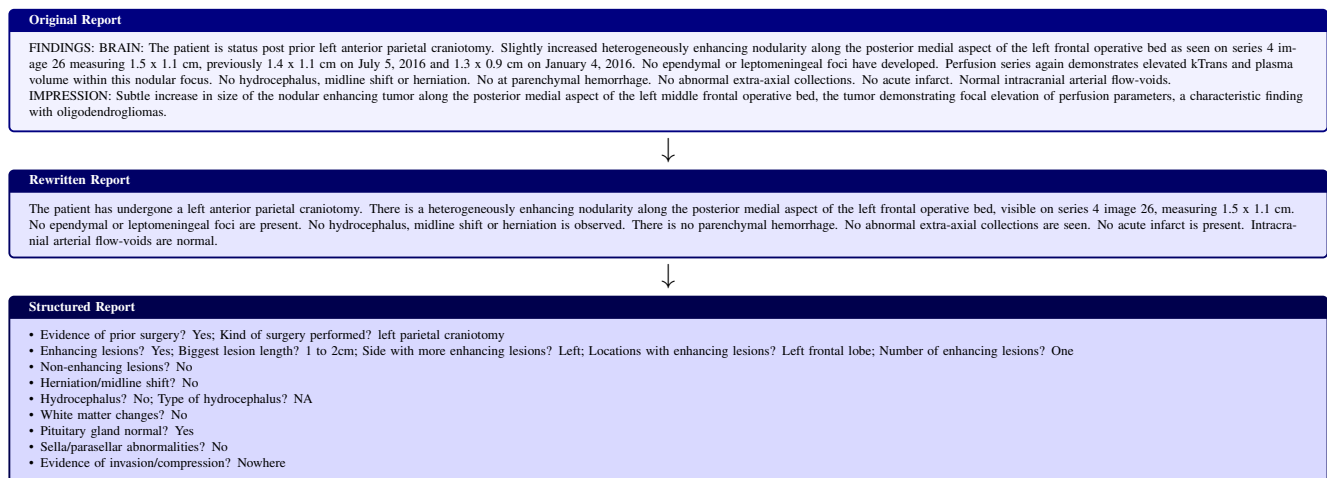 Original Report
FINDINGS: BRAIN: The patient is status post prior left anterior parietal craniotomy. Slightly increased heterogeneously enhancing nodularity along the posterior medial aspect of the left frontal operative bed as seen on series 4 im-
age 26 measuring 1.5 x 1.1 cm, previously 1.4 x 1.1 cm on July 5, 2016 and 1.3 x 0.9 cm on January 4, 2016. No ependymal or leptomeningeal foci have developed. Perfusion series again demonstrates elevated kTrans and plasma
volume within this nodular focus. No hydrocephalus, midline shift or herniation. No at parenchymal hemorrhage. No abnormal extra-axial collections. No acute infarct. Normal intracranial arterial flow-voids.
IMPRESSION: Subtle increase in size of the nodular enhancing tumor along the posterior medial aspect of the left middle frontal operative bed, the tumor demonstrating focal elevation of perfusion parameters, a characteristic finding
with oligodendrogliomas.
↓
Rewritten Report
The patient has undergone a left anterior parietal craniotomy. There is a heterogeneously enhancing nodularity along the posterior medial aspect of the left frontal operative bed, visible on series 4 image 26, measuring 1.5 x 1.1 cm.
No ependymal or leptomeningeal foci are present. No hydrocephalus, midline shift or herniation is observed. There is no parenchymal hemorrhage. No abnormal extra-axial collections are seen. No acute infarct is present. Intracra-
nial arterial flow-voids are normal.
↓
Structured Report
• Evidence of prior surgery? Yes; Kind of surgery performed? left parietal craniotomy
• Enhancing lesions? Yes; Biggest lesion length? 1 to 2cm; Side with more enhancing lesions? Left; Locations with enhancing lesions? Left frontal lobe; Number of enhancing lesions? One
• Non-enhancing lesions? No
• Herniation/midline shift? No
• Hydrocephalus? No; Type of hydrocephalus? NA
• White matter changes? No
• Pituitary gland normal? Yes
• Sella/parasellar abnormalities? No
• Evidence of invasion/compression? Nowhere